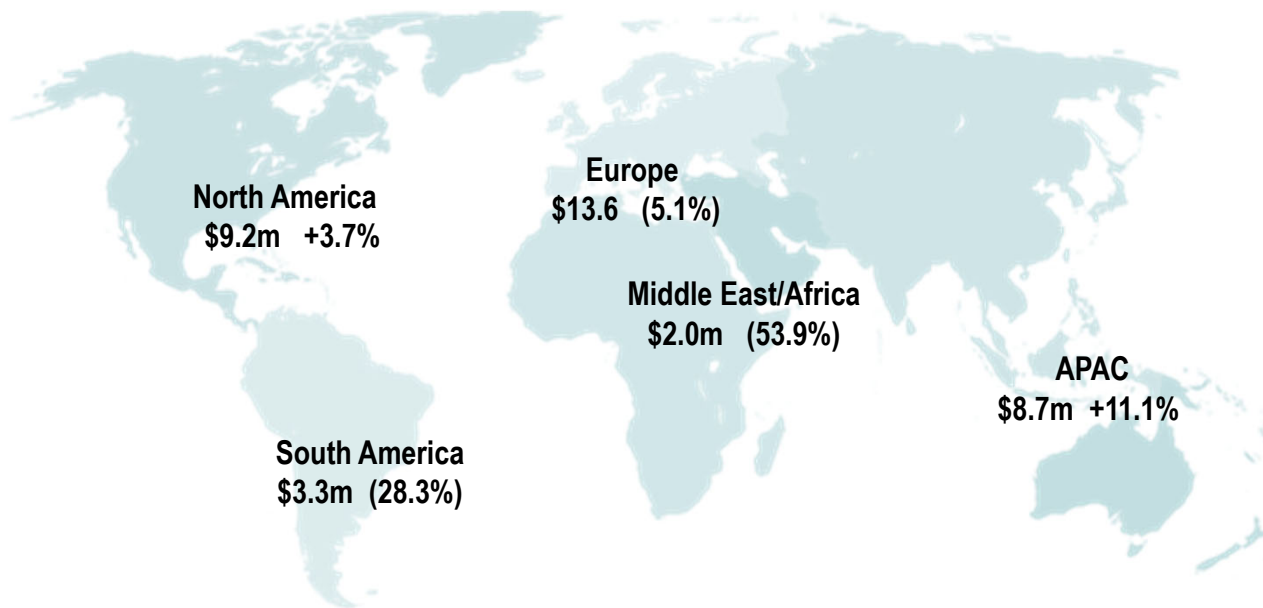 North America
$9.2m +3.7%
Europe
$13.6 (5.1%)
Middle East/Africa
$2.0m (53.9%)
APAC
$8.7m +11.1%
South America
$3.3m (28.3%)